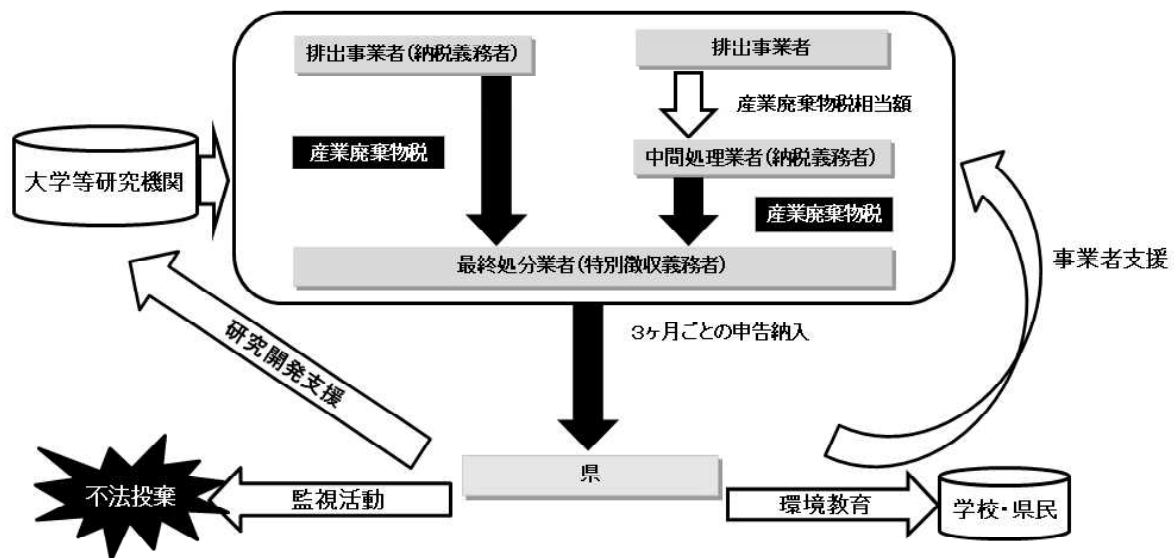 排出事業者(納税義務者)
排出事業者
産業廃棄物税相当額
産業廃棄物税
中間処理業者(納税義務者)
大学等研究機関
産業廃棄物税
最終処分業者(特別徴収義務者)
事業者支援
3ヶ月ごとの申告納入
研究開発支援
県
不法投棄
監視活動
環境教育
学校・県民